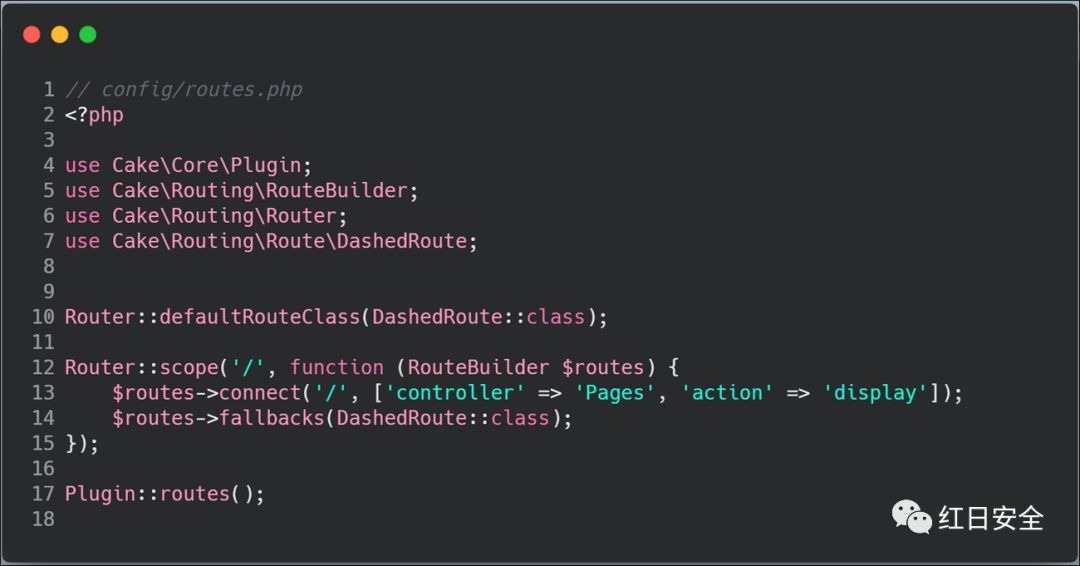 1 // config/routes.php
2 <?php
3
4 use Cake\Core\Plugin;
5 use Cake\Routing\RouteBuilder;
6 use Cake\Routing\Router;
7 use Cake\Routing\Route\DashedRoute;
8
9
10 Router::defaultRouteClass(DashedRoute::class);
11
12 Router::scope('/', function (RouteBuilder $routes) {
13     $routes->connect('/', ['controller' => 'Pages', 'action' => 'display']);
14     $routes->fallbacks(DashedRoute::class);
15 });
16
17 Plugin::routes();
18
红日安全